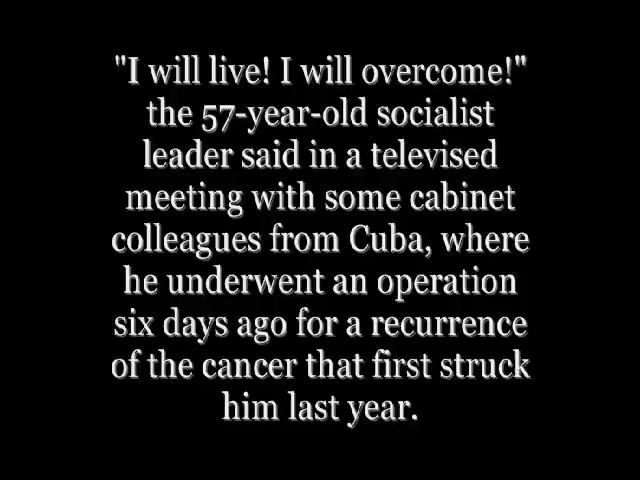 "I will live! I will overcome!"
the 57-year-old socialist
leader said in a televised
meeting with some cabinet
colleagues from Cuba, where
he underwent an operation
six days ago for a recurrence
of the cancer that first struck
him last year.